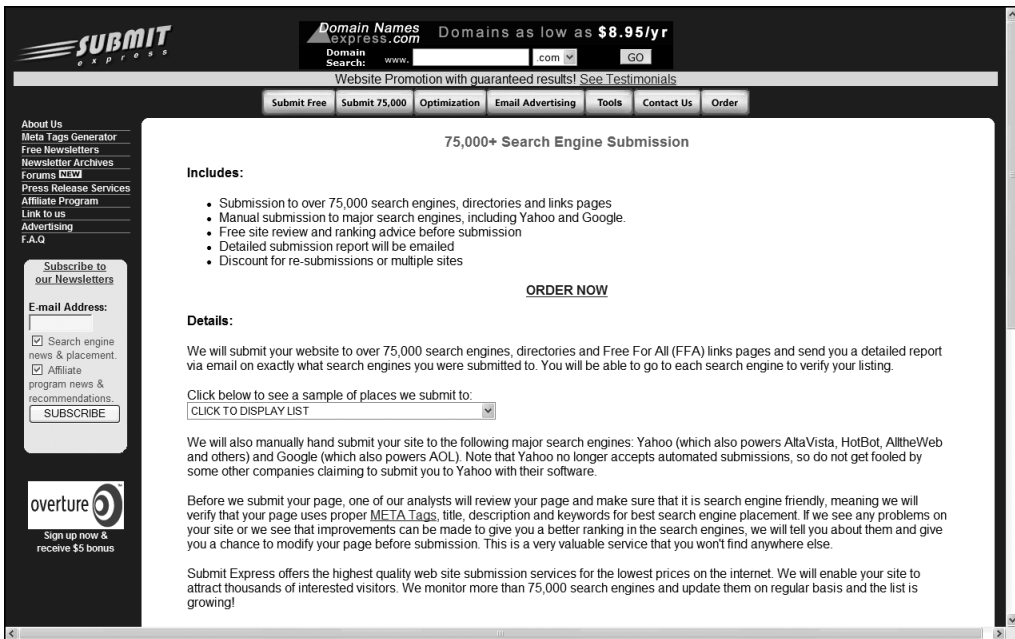 SUBMIT
express
Domain Names
express.com
Domains as low as $8.95/yr
Domain
Search:
www.
.com
GO
Website Promotion with guaranteed results! See Testimonials
Submit Free
Submit 75,000
Optimization
Email Advertising
Tools
Contact Us
Order
About Us
Meta Tags Generator
Free Newsletters
Newsletter Archives
Forums NEW
Press Release Services
Affiliate Program
Link to us
Advertising
F.A.Q
Subscribe to
our Newsletters
E-mail Address:
Search engine
news & placement.
Affiliate
program news &
recommendations.
SUBSCRIBE
overture
Sign up now &
receive $5 bonus
75,000+ Search Engine Submission
Includes:
• Submission to over 75,000 search engines, directories and links pages
• Manual submission to major search engines, including Yahoo and Google.
• Free site review and ranking advice before submission
• Detailed submission report will be emailed
• Discount for re-submissions or multiple sites
ORDER NOW
Details:
We will submit your website to over 75,000 search engines, directories and Free For All (FFA) links pages and send you a detailed report
via email on exactly what search engines you were submitted to. You will be able to go to each search engine to verify your listing.
Click below to see a sample of places we submit to:
CLICK TO DISPLAY LIST
We will also manually hand submit your site to the following major search engines: Yahoo (which also powers AltaVista, HotBot, AlltheWeb
and others) and Google (which also powers AOL). Note that Yahoo no longer accepts automated submissions, so do not get fooled by
some other companies claiming to submit you to Yahoo with their software.
Before we submit your page, one of our analysts will review your page and make sure that it is search engine friendly, meaning we will
verify that your page uses proper META Tags, title, description and keywords for best search engine placement. If we see any problems on
your site or we see that improvements can be made to give you a better ranking in the search engines, we will tell you about them and give
you a chance to modify your page before submission. This is a very valuable service that you won't find anywhere else.
Submit Express offers the highest quality web site submission services for the lowest prices on the internet. We will enable your site to
attract thousands of interested visitors. We monitor more than 75,000 search engines and update them on regular basis and the list is
growing!